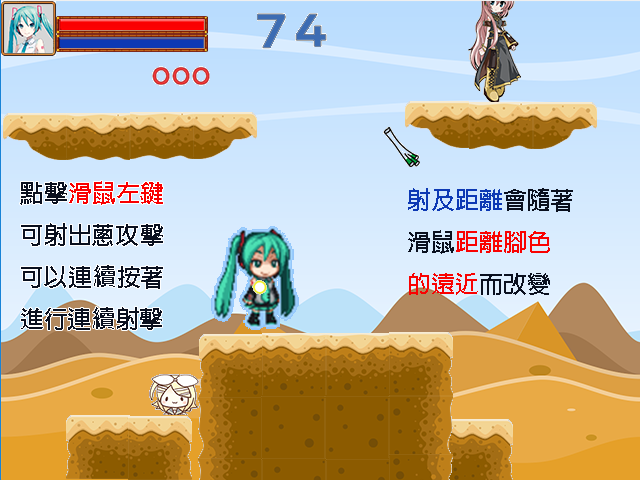 74
000
點擊滑鼠左鍵
可射出蔥攻擊
可以連續按著
進行連續射擊
射及距離會隨著
滑鼠距離腳色
的遠近而改變